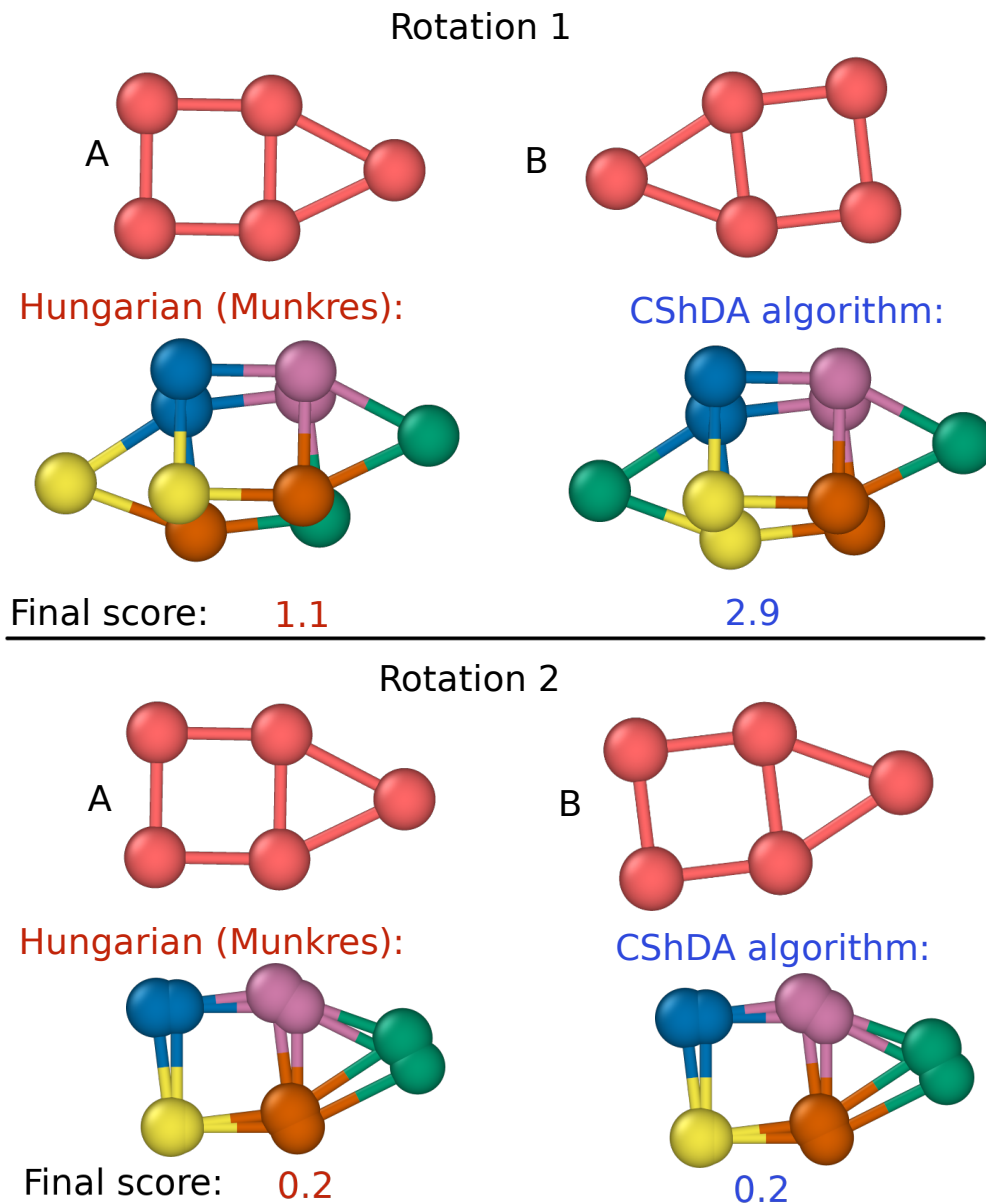 Rotation 1
A
B
Hungarian (Munkres):
CShDA algorithm:
Final score: 1.1
2.9
Rotation 2
A
B
Hungarian (Munkres):
CShDA algorithm:
Final score: 0.2
0.2